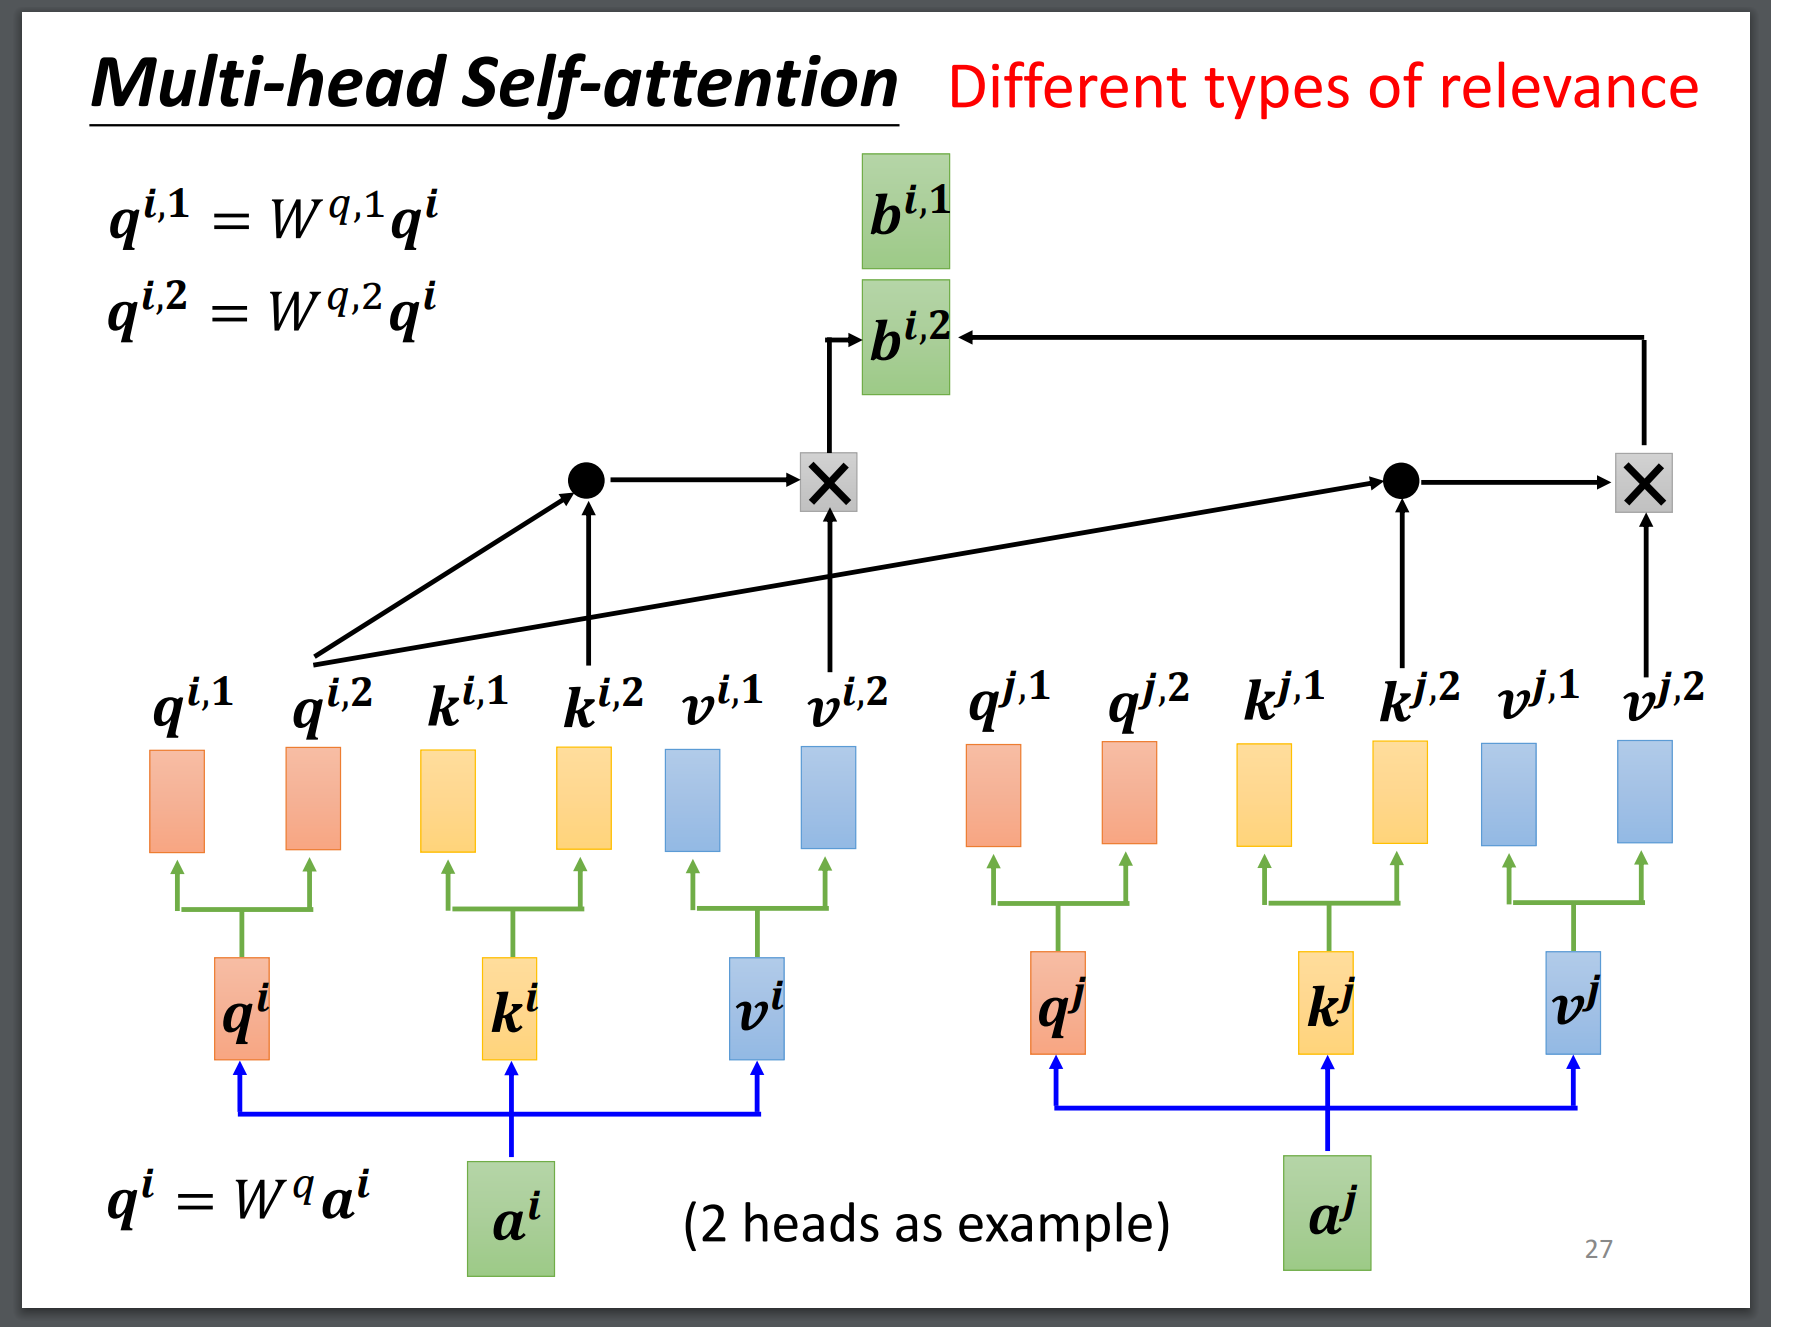 Multi-head Self-attention Different types of relevance
q^{i,1} = W^{q,1}q^i
q^{i,2} = W^{q,2}q^i
b^{i,1}
b^{i,2}
q^{i,1} q^{i,2} k^{i,1} k^{i,2} v^{i,1} v^{i,2} q^{j,1} q^{j,2} k^{j,1} k^{j,2} v^{j,1} v^{j,2}
q^i k^i v^i q^j k^j v^j
q^i = W^q a^i
a^i
(2 heads as example)
a^j
27